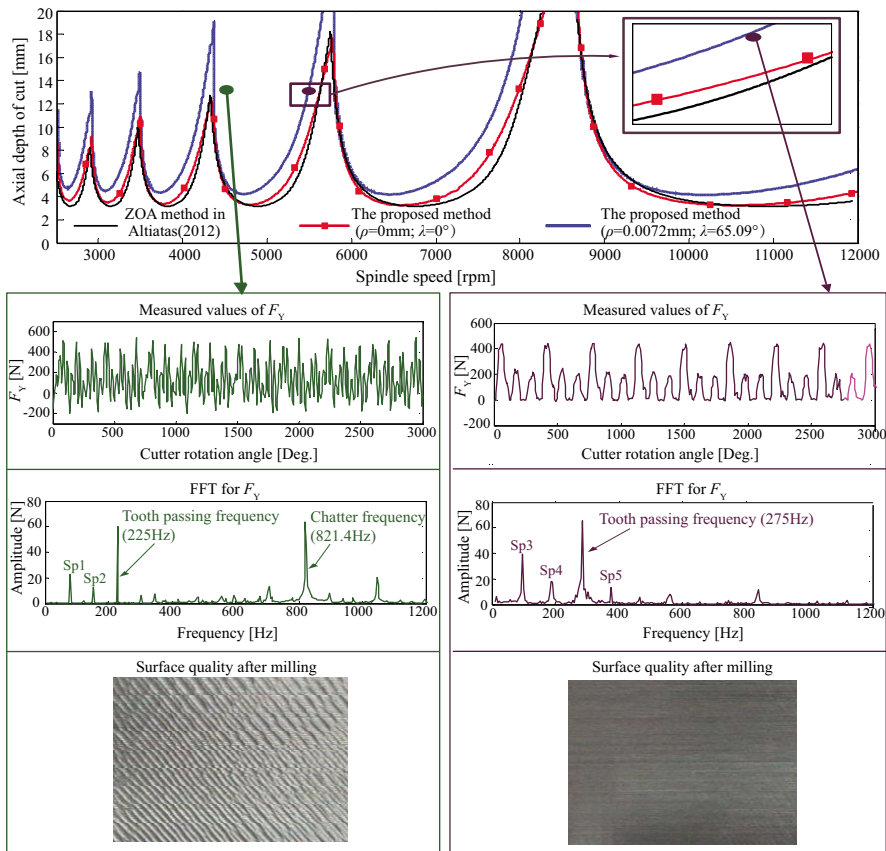 Axial depth of cut [mm]
20
18
16
14
12
10
8
6
4
2
0
ZOA method in
Altiatas(2012)
The proposed method
(ρ=0mm; λ=0°)
The proposed method
(ρ=0.0072mm; λ=65.09°)
3000 4000 5000 6000 7000 8000 9000 10000 11000 12000
Spindle speed [rpm]
Measured values of FY
FY [N]
600
400
200
0
-200
0 500 1000 1500 2000 2500 3000
Cutter rotation angle [Deg.]
FFT for FY
Amplitude [N]
80
60
40
20
0
Tooth passing frequency
(225Hz)
Chatter frequency
(821.4Hz)
Sp1
Sp2
0 200 400 600 800 1000 1200
Frequency [Hz]
Surface quality after milling
Measured values of FY
FY [N]
600
400
200
0
-200
0 500 1000 1500 2000 2500 3000
Cutter rotation angle [Deg.]
FFT for FY
Amplitude [N]
80
60
40
20
0
Tooth passing frequency (275Hz)
Sp3
Sp4
Sp5
0 200 400 600 800 1000 1200
Frequency [Hz]
Surface quality after milling